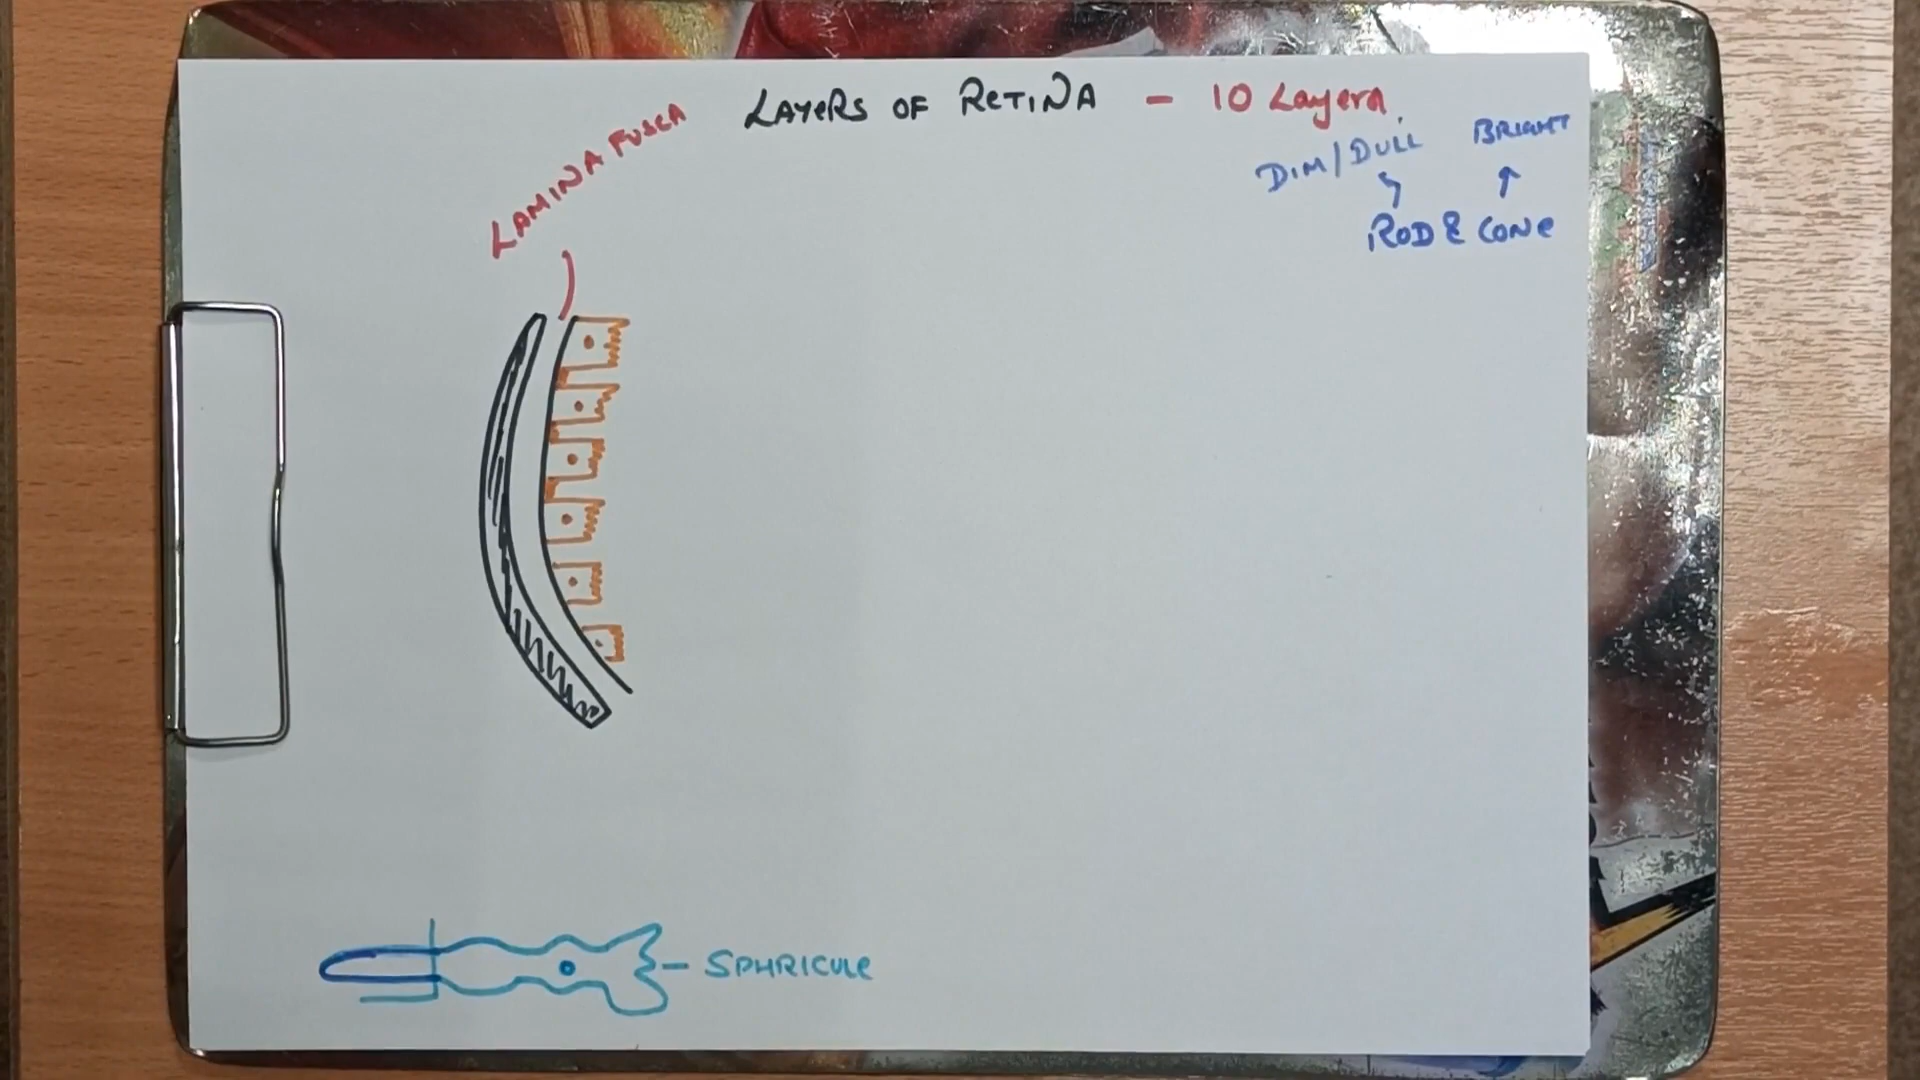 LAYERS OF RETINA - 10 Layers
LAMINA FUSCA
DIM/DULL
BRIGHT
ROD & CONE
SPHRICULE